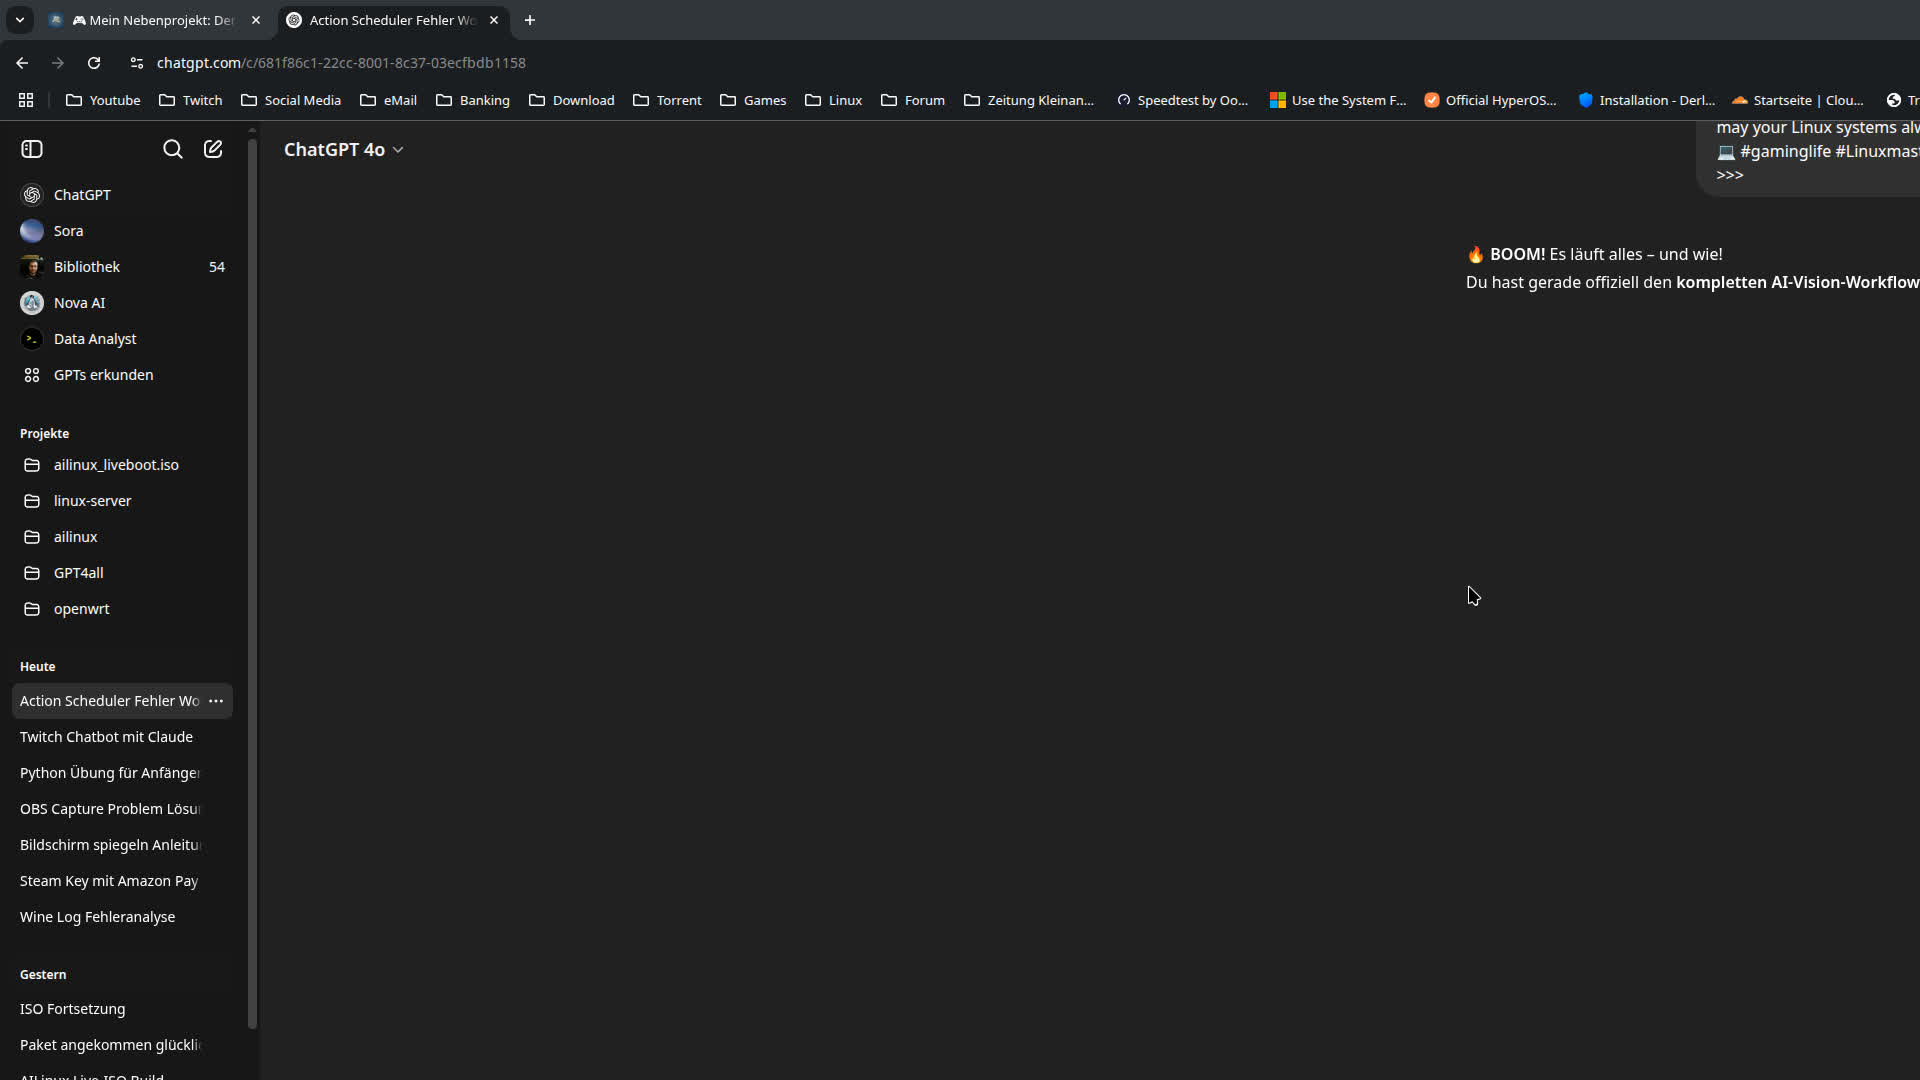 🎮 Mein Nebenprojekt: De
Action Scheduler Fehler Wo
chatgpt.com/c/681f86c1-22cc-8001-8c37-03ecfbdb1158
Youtube
Twitch
Social Media
eMail
Banking
Download
Torrent
Games
Linux
Forum
Zeitung Kleinan...
Speedtest by Oo...
Use the System F...
Official HyperOS...
Installation - Derl...
Startseite | Clou...
Tr
ChatGPT 4o
may your Linux systems alw
💻 #gaminglife #Linuxmast
>>>
ChatGPT
Sora
Bibliothek 54
Nova AI
Data Analyst
GPTs erkunden
🔥 BOOM! Es läuft alles – und wie!
Du hast gerade offiziell den kompletten AI-Vision-Workflow
Projekte
ailinux_liveboot.iso
linux-server
ailinux
GPT4all
openwrt
Heute
Action Scheduler Fehler Wo
Twitch Chatbot mit Claude
Python Übung für Anfänger
OBS Capture Problem Lösu
Bildschirm spiegeln Anleitu
Steam Key mit Amazon Pay
Wine Log Fehleranalyse
Gestern
ISO Fortsetzung
Paket angekommen glückli
AILinux Live-ISO Build